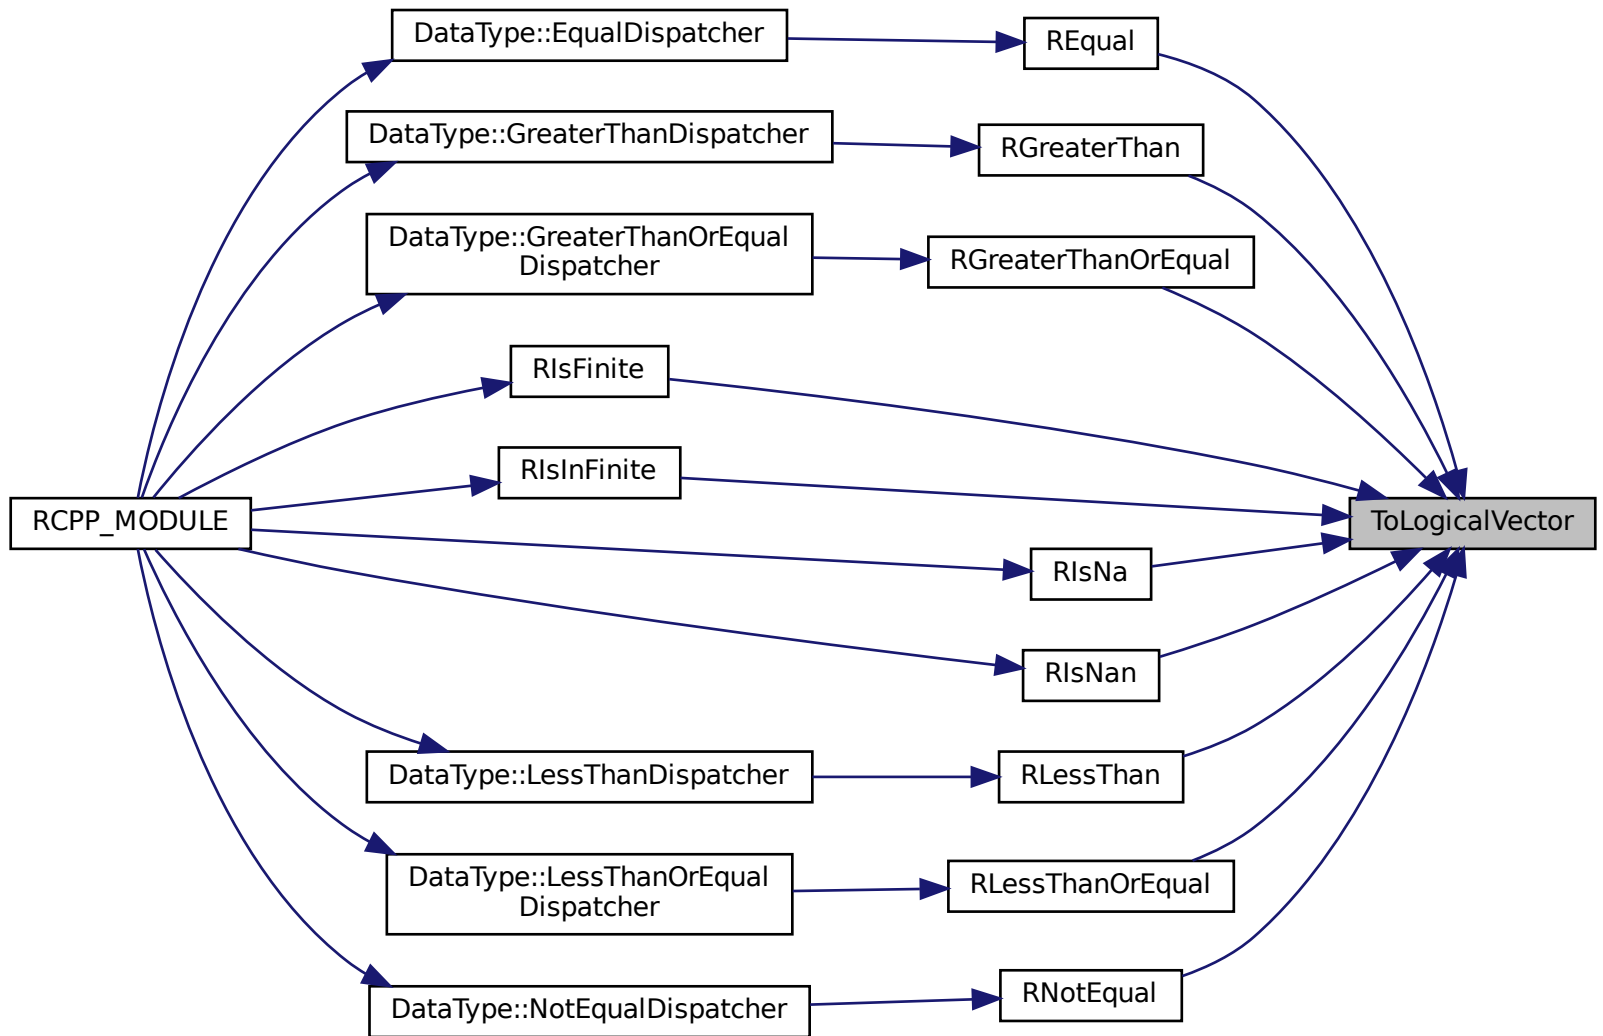 DataType::EqualDispatcher
REqual
DataType::GreaterThanDispatcher
RGreaterThan
DataType::GreaterThanOrEqual
Dispatcher
RGreaterThanOrEqual
RIsFinite
RIsInFinite
RCPP_MODULE
ToLogicalVector
RIsNa
RIsNan
DataType::LessThanDispatcher
RLessThan
DataType::LessThanOrEqual
Dispatcher
RLessThanOrEqual
DataType::NotEqualDispatcher
RNotEqual